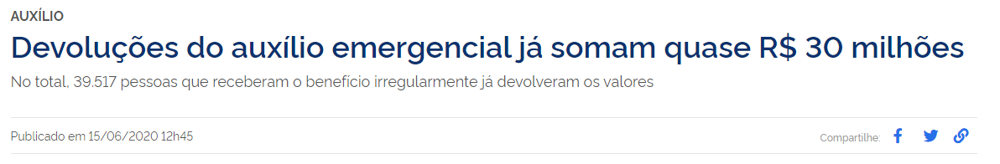 AUXÍLIO
Devoluções do auxílio emergencial já somam quase R$ 30 milhões
No total, 39.517 pessoas que receberam o benefício irregularmente já devolveram os valores
Publicado em 15/06/2020 12h45
Compartilhe: